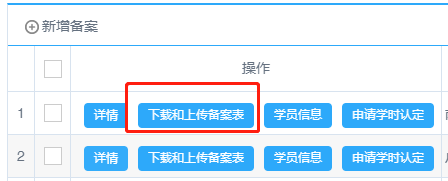 新增备案
操作
1 详情 下载和上传备案表 学员信息 申请学时认定
2 详情 下载和上传备案表 学员信息 申请学时认定